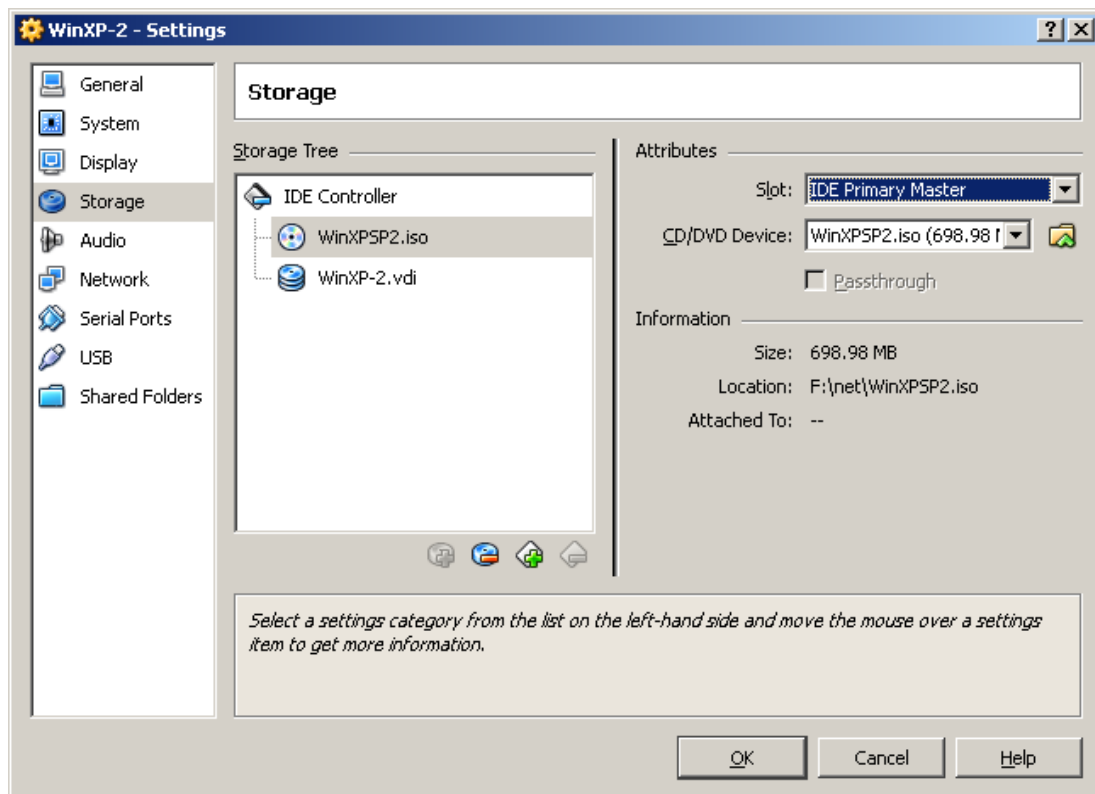 WinXP-2 - Settings
General
System
Display
Storage
Audio
Network
Serial Ports
USB
Shared Folders
Storage
Storage Tree
IDE Controller
WinXPSP2.iso
WinXP-2.vdi
Attributes
Slot: IDE Primary Master
CD/DVD Device: WinXPSP2.iso (698.98
Passthrough
Information
Size: 698.98 MB
Location: F:\net\WinXPSP2.iso
Attached To: --
Select a settings category from the list on the left-hand side and move the mouse over a settings
item to get more information.
OK Cancel Help